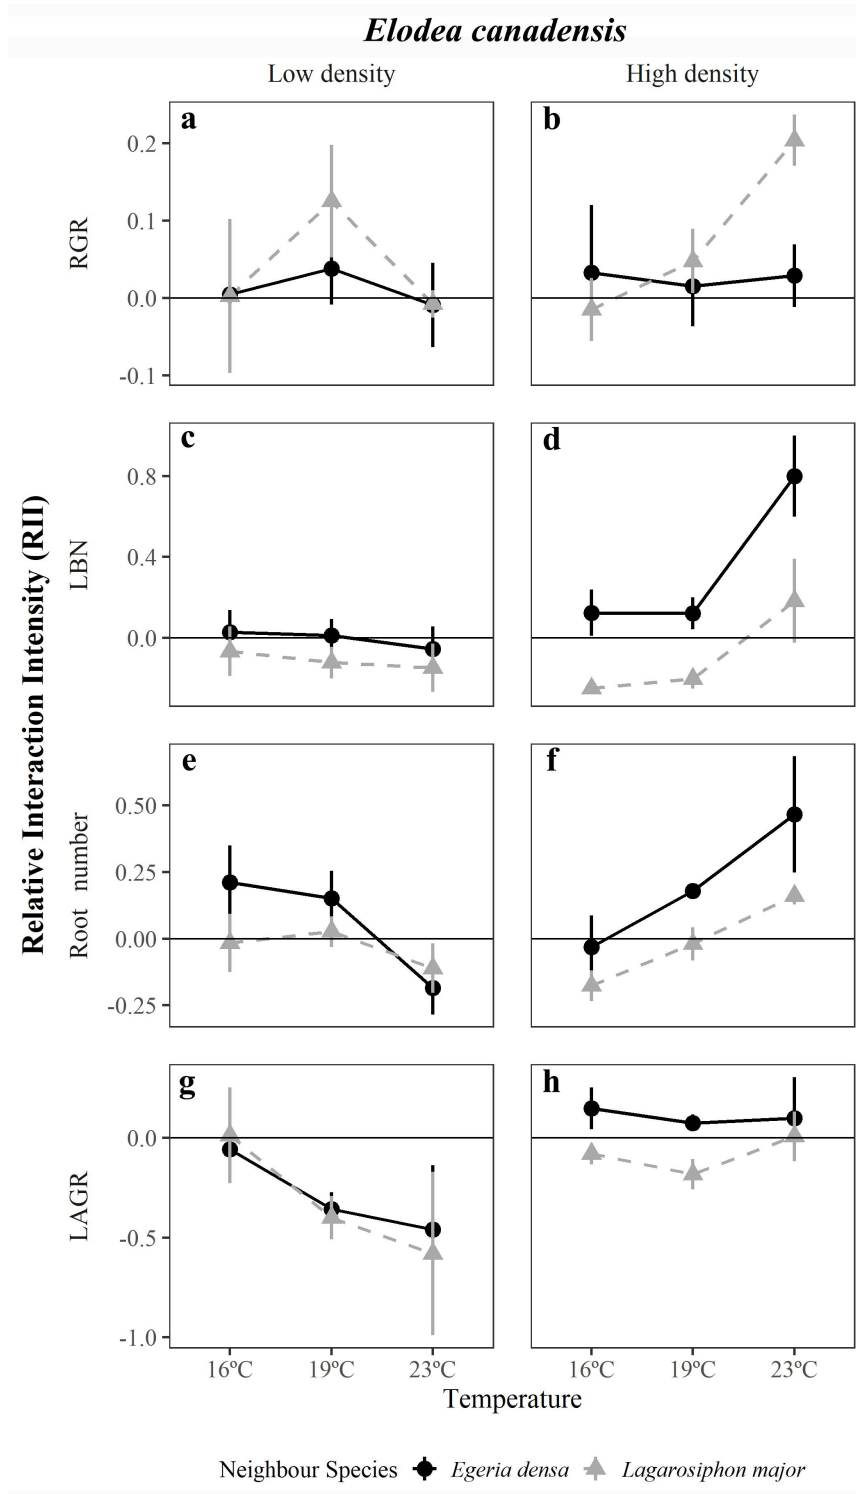 Elodea canadensis
Low density
High density
a
b
0.2
0.1
0.0
-0.1
RGR
c
d
0.8
0.4
0.0
LBN
Relative Interaction Intensity (RII)
e
f
0.50
0.25
0.00
-0.25
Root number
g
h
0.0
-0.5
-1.0
LAGR
16ºC 19ºC 23ºC 16ºC 19ºC 23ºC
Temperature
Neighbour Species Egeria densa Lagarosiphon major